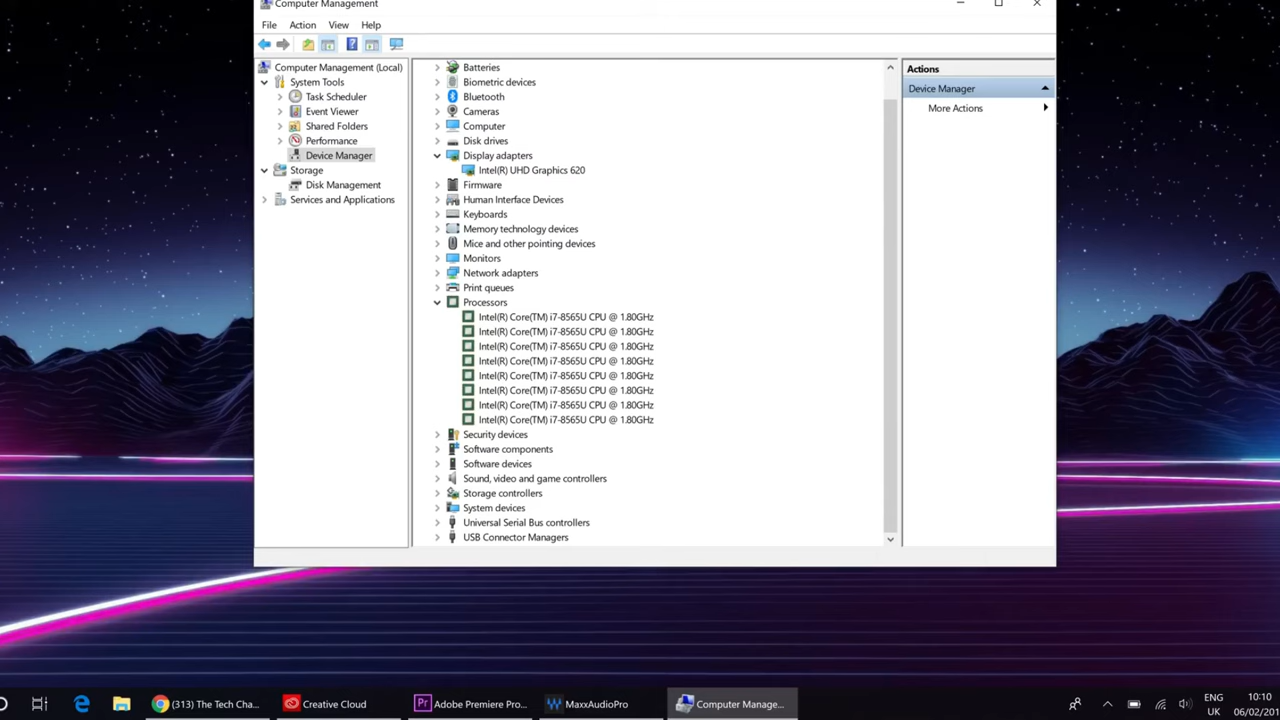 Computer Management
File Action View Help
Computer Management (Local)
System Tools
Task Scheduler
Event Viewer
Shared Folders
Performance
Device Manager
Storage
Disk Management
Services and Applications
Batteries
Biometric devices
Bluetooth
Cameras
Computer
Disk drives
Display adapters
Intel(R) UHD Graphics 620
Firmware
Human Interface Devices
Keyboards
Memory technology devices
Mice and other pointing devices
Monitors
Network adapters
Print queues
Processors
Intel(R) Core(TM) i7-8565U CPU @ 1.80GHz
Intel(R) Core(TM) i7-8565U CPU @ 1.80GHz
Intel(R) Core(TM) i7-8565U CPU @ 1.80GHz
Intel(R) Core(TM) i7-8565U CPU @ 1.80GHz
Intel(R) Core(TM) i7-8565U CPU @ 1.80GHz
Intel(R) Core(TM) i7-8565U CPU @ 1.80GHz
Intel(R) Core(TM) i7-8565U CPU @ 1.80GHz
Intel(R) Core(TM) i7-8565U CPU @ 1.80GHz
Security devices
Software components
Software devices
Sound, video and game controllers
Storage controllers
System devices
Universal Serial Bus controllers
USB Connector Managers
Actions
Device Manager
More Actions
(313) The Tech Cha...
Creative Cloud
Pr Adobe Premiere Pro...
MaxxAudioPro
Computer Manage...
ENG
UK
10:10
06/02/201